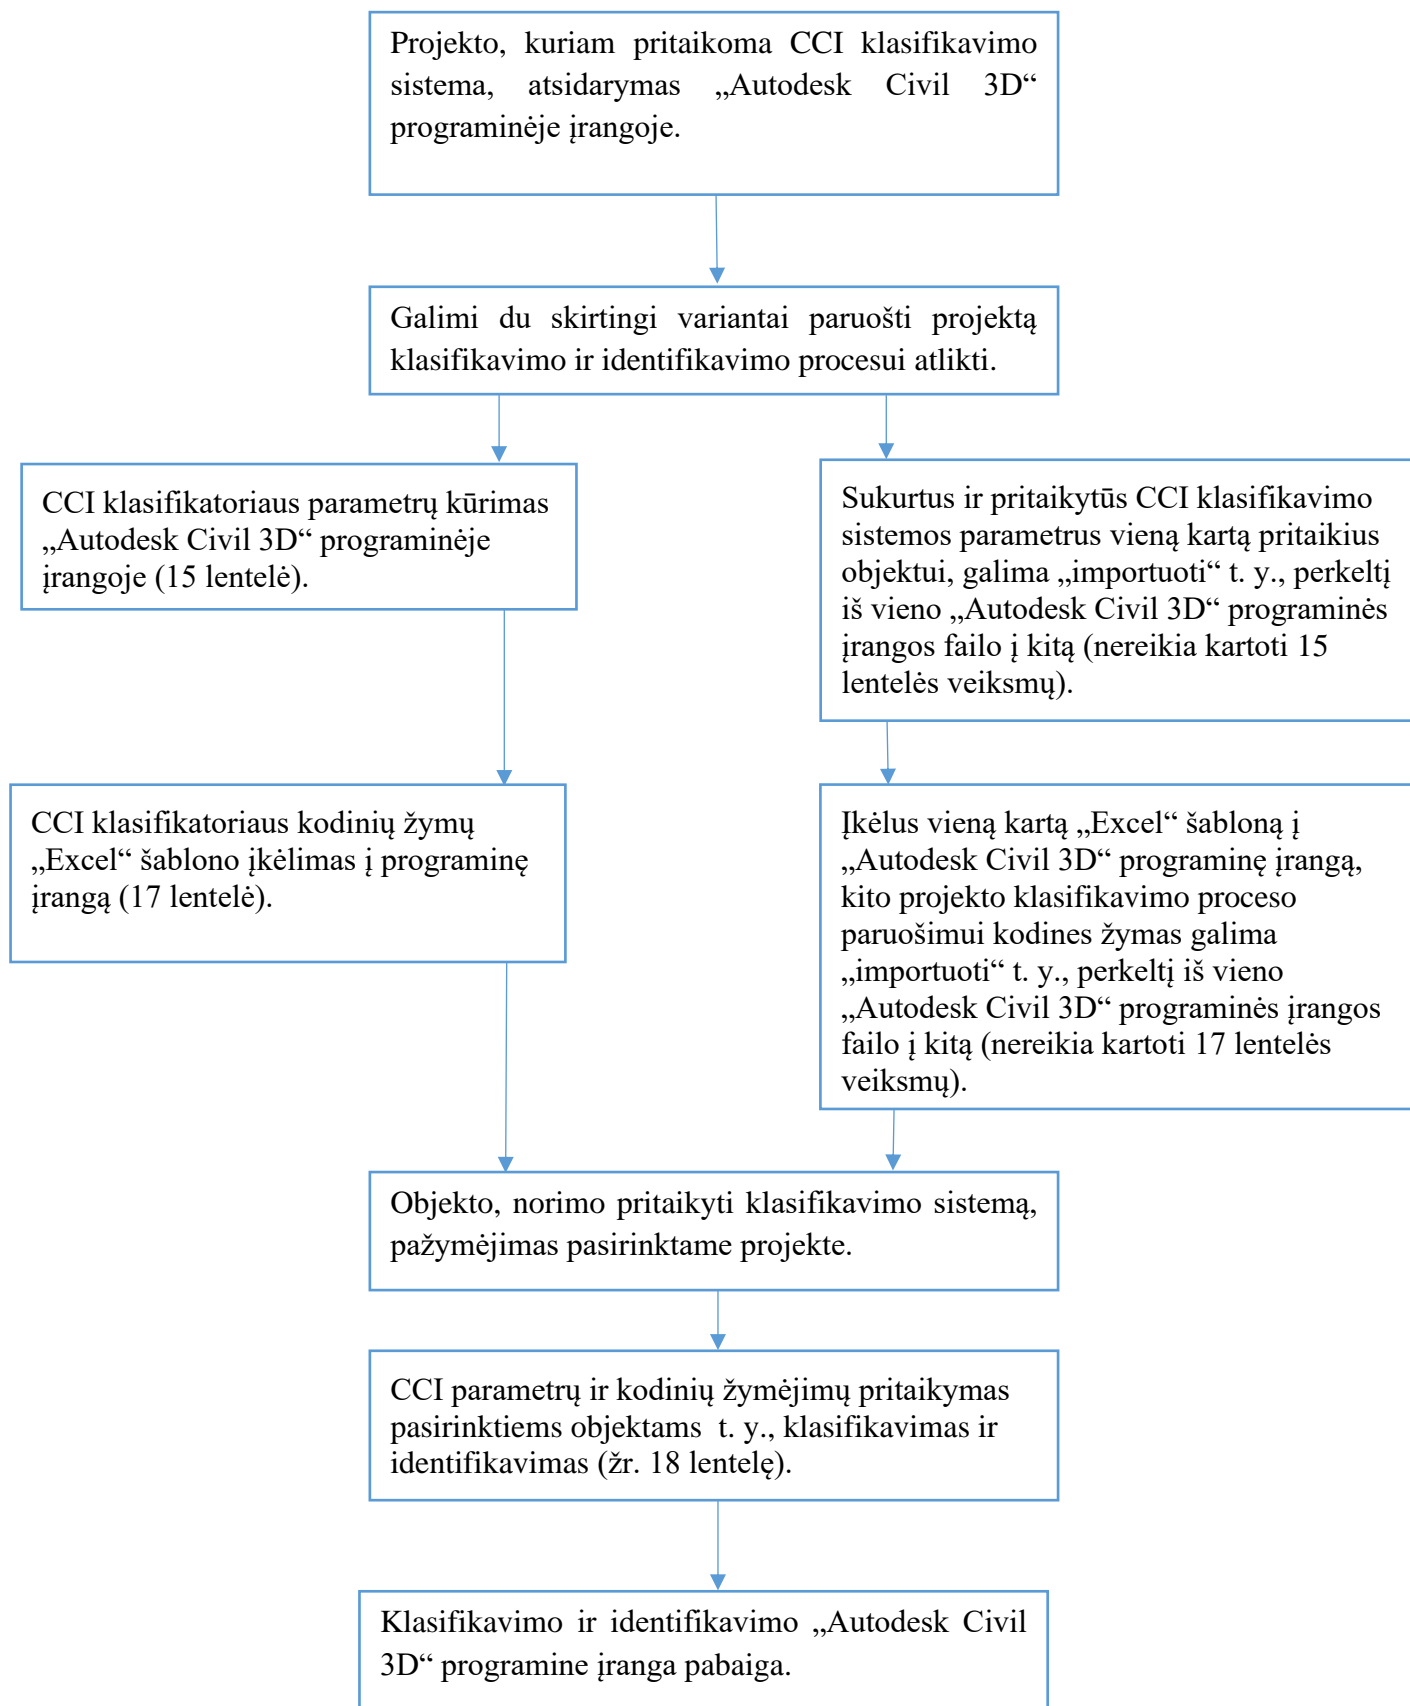 Projekto, kuriam pritaikoma CCI klasifikavimo
sistema, atsidarymas „Autodesk Civil 3D“
programinėje įrangoje.
Galimi du skirtingi variantai paruošti projektą
klasifikavimo ir identifikavimo procesui atlikti.
CCI klasifikatoriaus parametrų kūrimas
„Autodesk Civil 3D“ programinėje
įrangoje (15 lentelė).
Sukurtus ir pritaikytūs CCI klasifikavimo
sistemos parametrus vieną kartą pritaikius
objektui, galima „importuoti“ t. y., perkeltį
iš vieno „Autodesk Civil 3D“ programinės
įrangos failo į kitą (nereikia kartoti 15
lentelės veiksmų).
CCI klasifikatoriaus kodinių žymų
„Excel“ šablono įkėlimas į programinę
įrangą (17 lentelė).
Įkėlus vieną kartą „Excel“ šabloną į
„Autodesk Civil 3D“ programinę įrangą,
kito projekto klasifikavimo proceso
paruošimui kodines žymas galima
„importuoti“ t. y., perkeltį iš vieno
„Autodesk Civil 3D“ programinės įrangos
failo į kitą (nereikia kartoti 17 lentelės
veiksmų).
Objekto, norimo pritaikyti klasifikavimo sistemą,
pažymėjimas pasirinktame projekte.
CCI parametrų ir kodinių žymėjimų pritaikymas
pasirinktiems objektams  t. y., klasifikavimas ir
identifikavimas (žr. 18 lentelę).
Klasifikavimo ir identifikavimo „Autodesk Civil
3D“ programine įranga pabaiga.